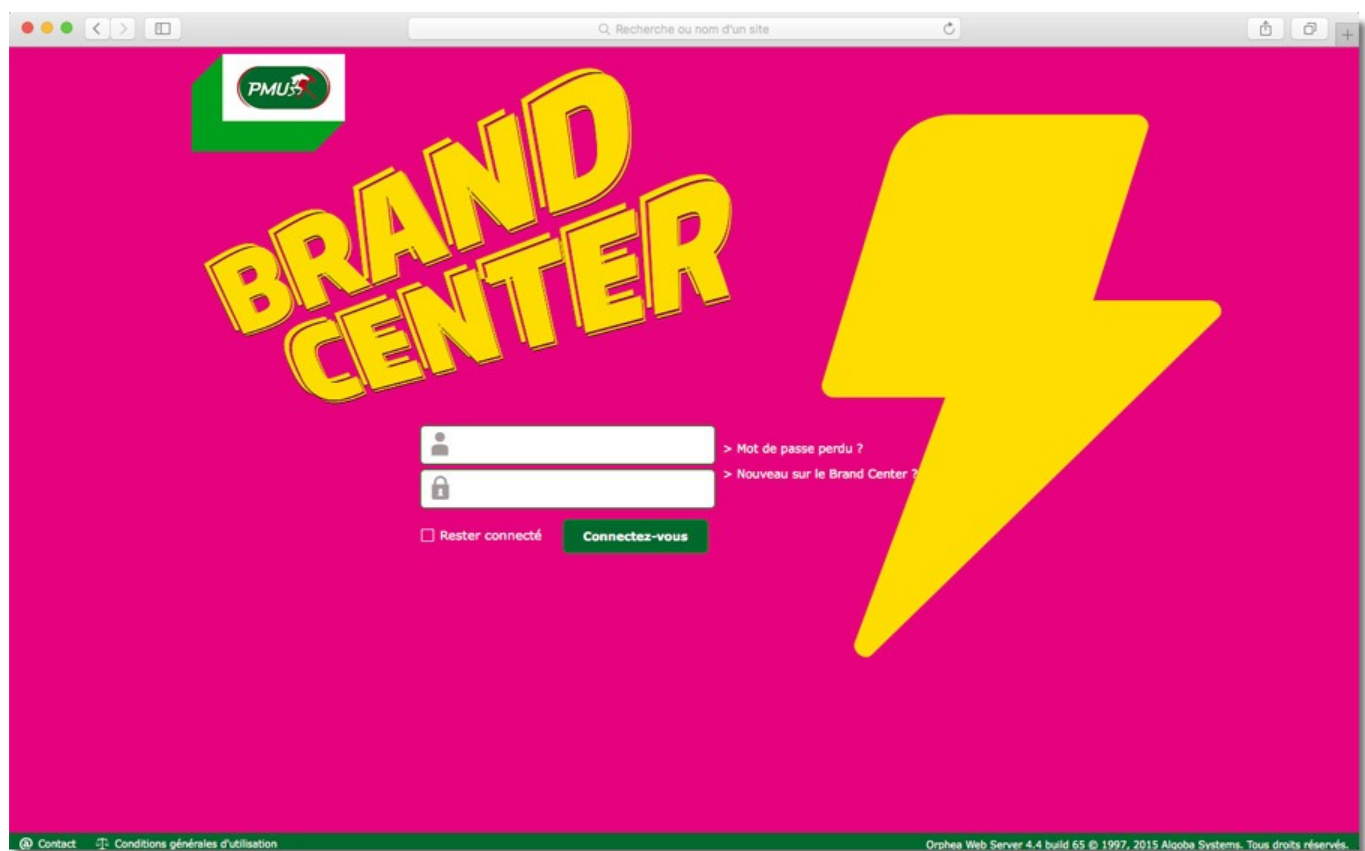 Recherche ou nom d'un site
PMU
BRAND
CENTER
> Mot de passe perdu ?
> Nouveau sur le Brand Center ?
Rester connecté
Connectez-vous
@ Contact
Conditions générales d'utilisation
Orphea Web Server 4.4 build 65 © 1997, 2015 Algoba Systems. Tous droits réservés.